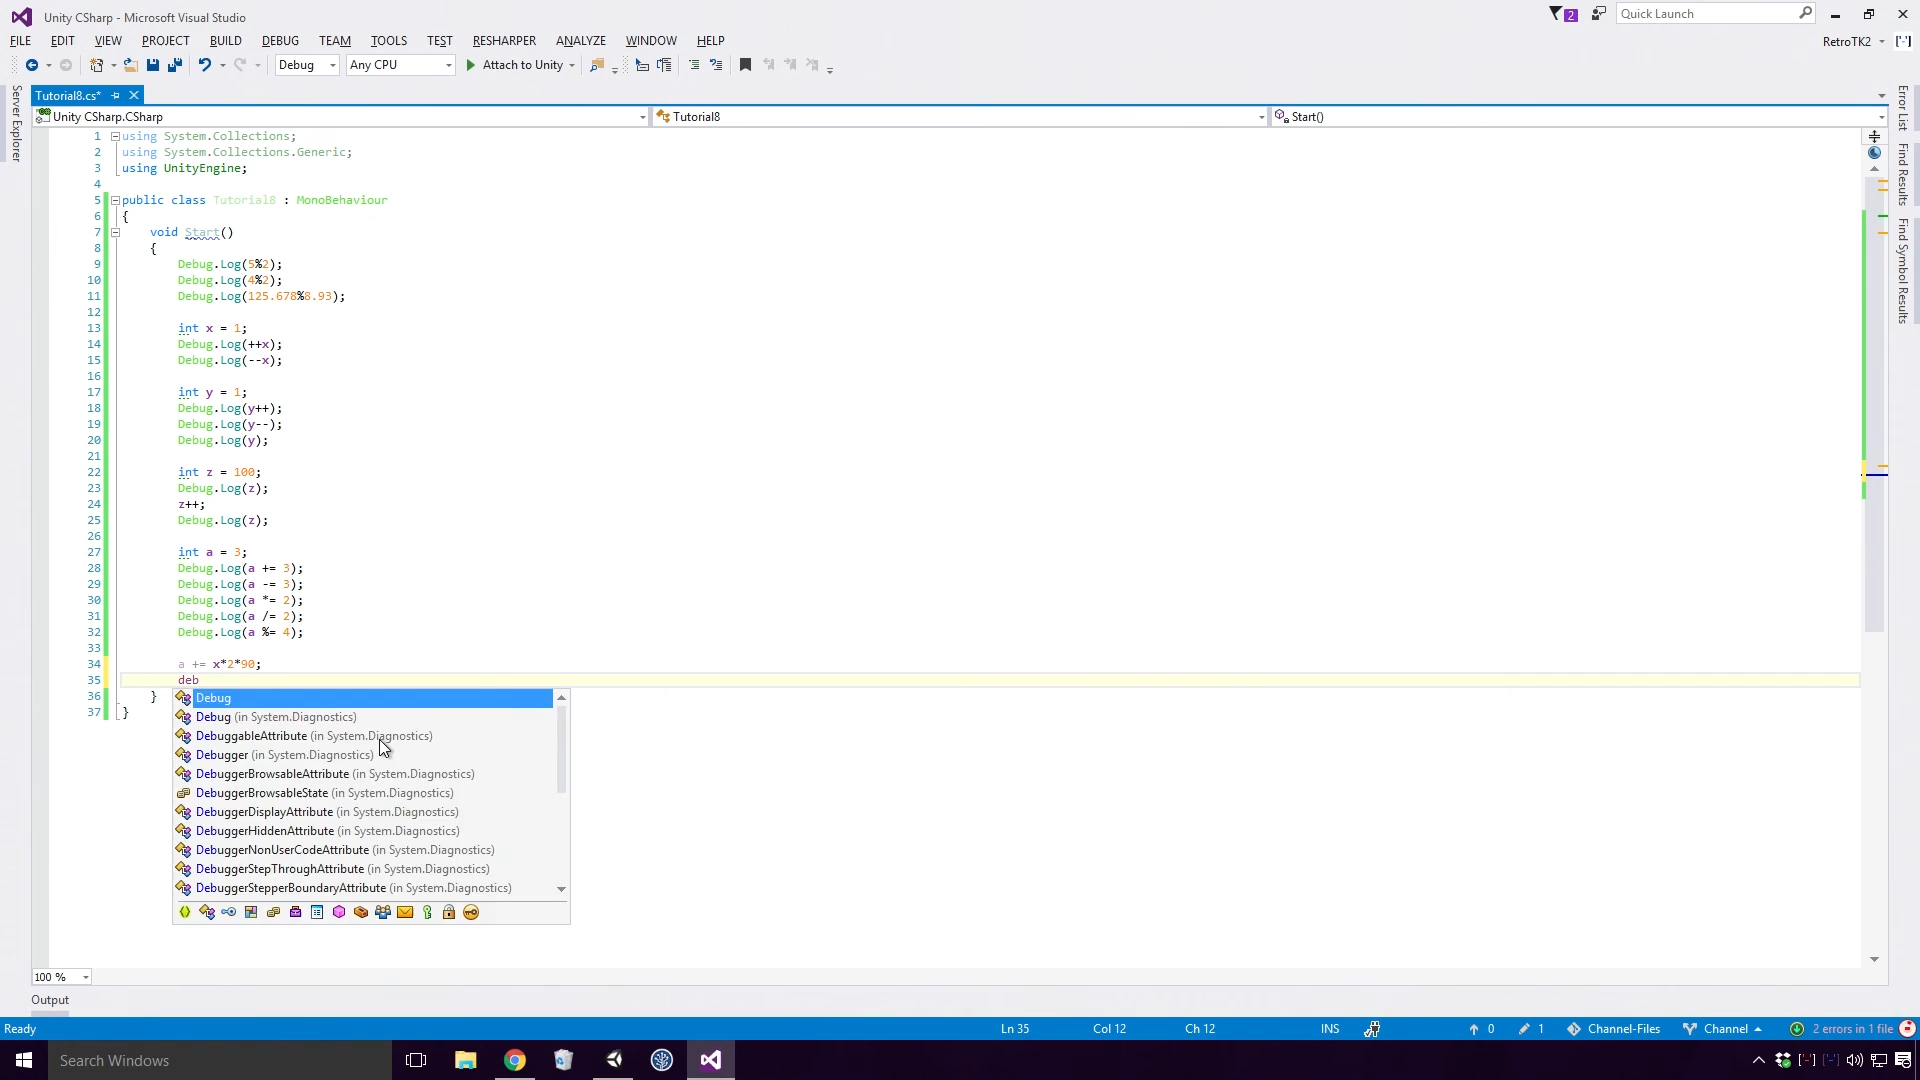 Unity CSharp - Microsoft Visual Studio
2
Quick Launch
FILE EDIT VIEW PROJECT BUILD DEBUG TEAM TOOLS TEST RESHARPER ANALYZE WINDOW HELP
RetroTK2
Debug Any CPU Attach to Unity
Server Explorer
Tutorial8.cs*
Unity CSharp.CSharp Tutorial8 Start()
Error List
Find Results
Find Symbol Results
1 using System.Collections;
2 using System.Collections.Generic;
3 using UnityEngine;
4
5 public class Tutorial8 : MonoBehaviour
6 {
7 void Start()
8 {
9 Debug.Log(5%2);
10 Debug.Log(4%2);
11 Debug.Log(125.678%8.93);
12
13 int x = 1;
14 Debug.Log(++x);
15 Debug.Log(--x);
16
17 int y = 1;
18 Debug.Log(y++);
19 Debug.Log(y--);
20 Debug.Log(y);
21
22 int z = 100;
23 Debug.Log(z);
24 z++;
25 Debug.Log(z);
26
27 int a = 3;
28 Debug.Log(a += 3);
29 Debug.Log(a -= 3);
30 Debug.Log(a *= 2);
31 Debug.Log(a /= 2);
32 Debug.Log(a %= 4);
33
34 a += x*2*90;
35 deb
36 }
37 }
Debug
Debug (in System.Diagnostics)
DebuggableAttribute (in System.Diagnostics)
Debugger (in System.Diagnostics)
DebuggerBrowsableAttribute (in System.Diagnostics)
DebuggerBrowsableState (in System.Diagnostics)
DebuggerDisplayAttribute (in System.Diagnostics)
DebuggerHiddenAttribute (in System.Diagnostics)
DebuggerNonUserCodeAttribute (in System.Diagnostics)
DebuggerStepThroughAttribute (in System.Diagnostics)
DebuggerStepperBoundaryAttribute (in System.Diagnostics)
100 %
Output
Ready Ln 35 Col 12 Ch 12 INS 0 1 Channel-Files Channel 2 errors in 1 file
Search Windows